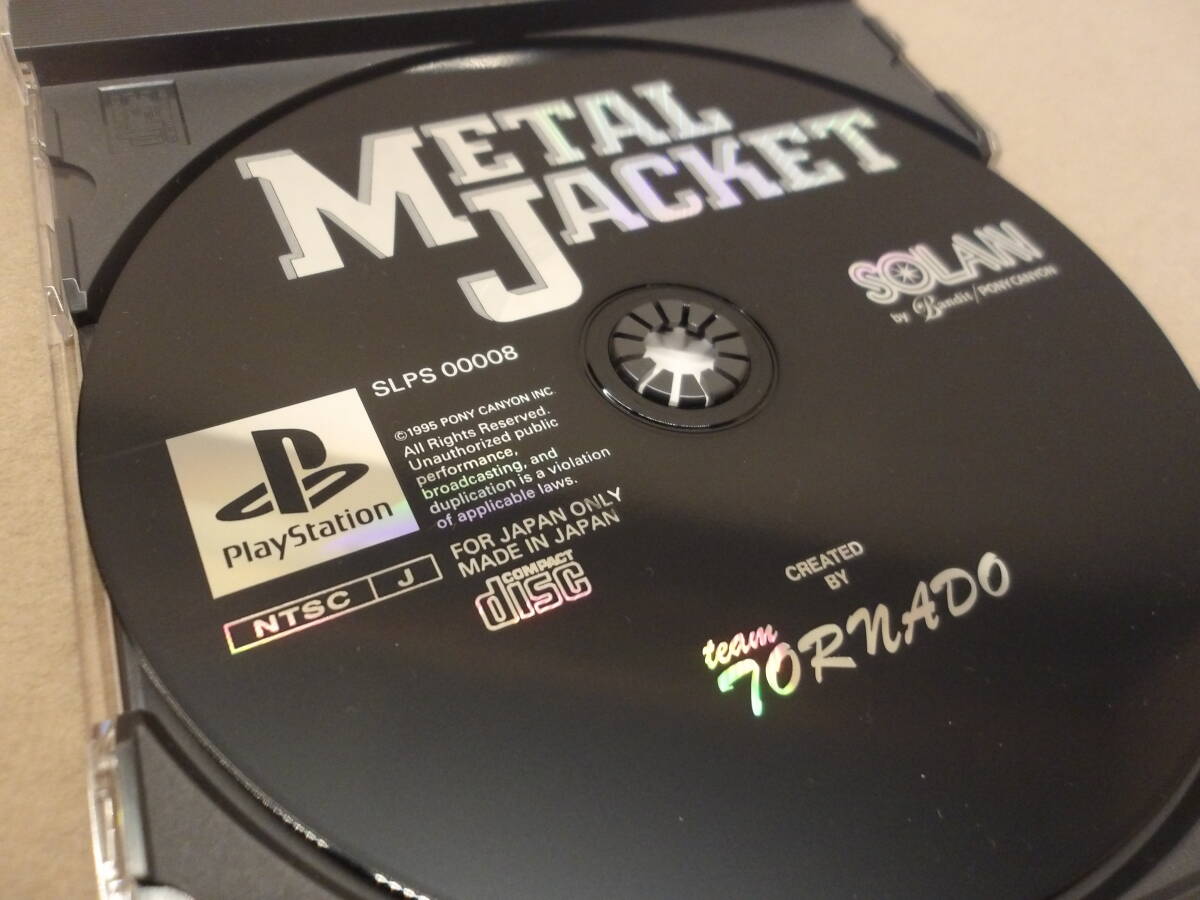 METAL
JACKET
SOLAN
by Bandit/PONY CANYON
SLPS 00008
©1995 PONY CANYON INC.
All Rights Reserved.
Unauthorized public
performance,
broadcasting, and
duplication is a violation
of applicable laws.
PlayStation
NTSC J
FOR JAPAN ONLY
MADE IN JAPAN
COMPACT
disc
CREATED
BY
team
TORNADO